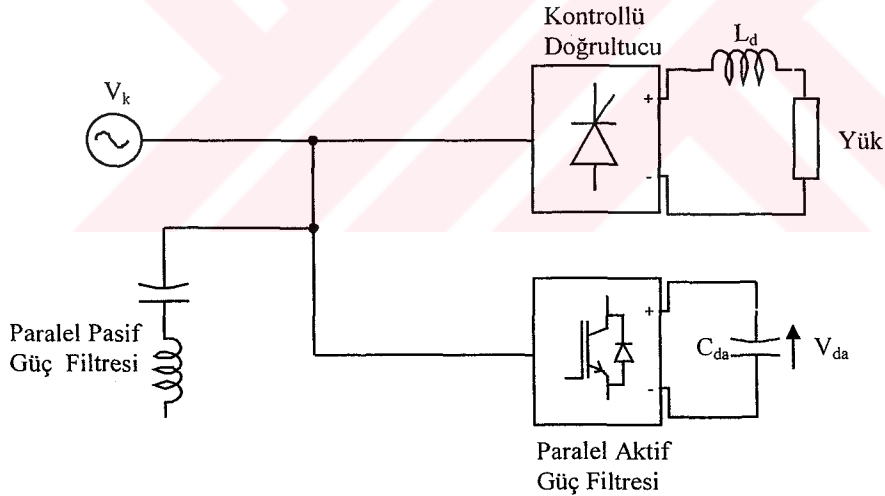 Kontrollü
Doğrultucu
L_d
V_k
+
-
Yük
Paralel Pasif
Güç Filtresi
+
-
C_da
V_da
Paralel Aktif
Güç Filtresi